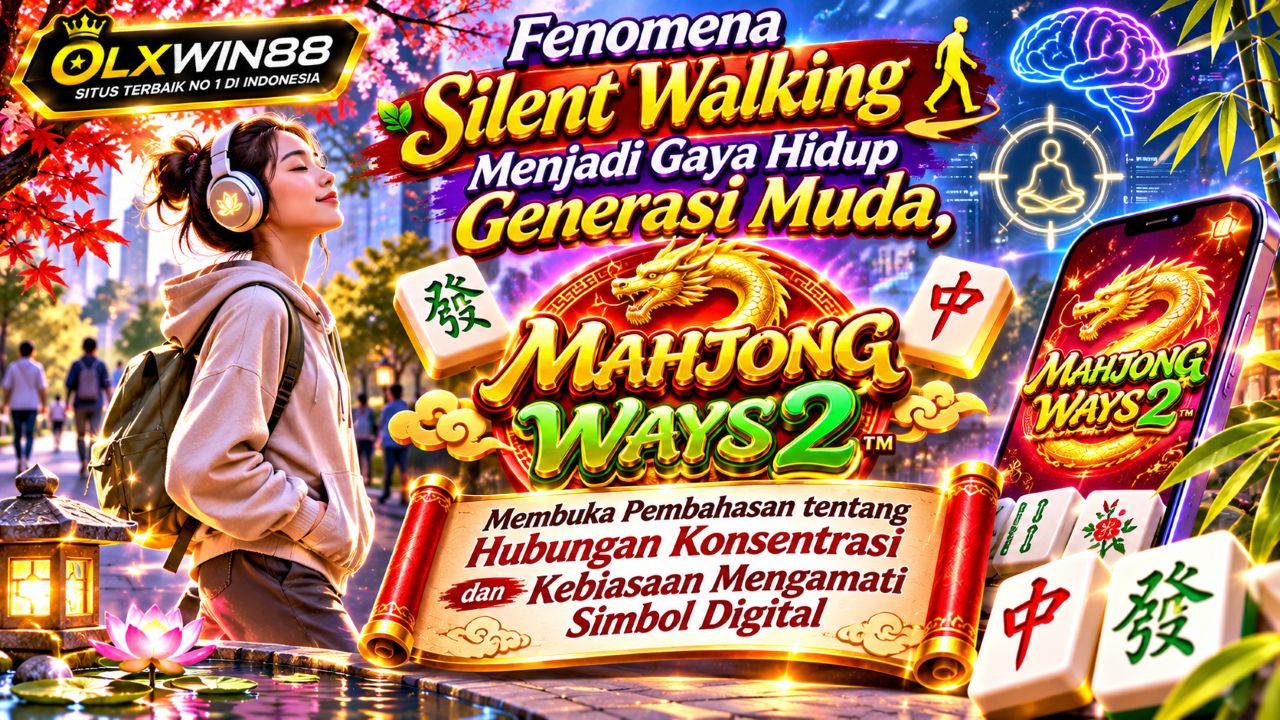 OLXWIN88
SITUS TERBAIK NO 1 DI INDONESIA
Fenomena
Silent Walking
Menjadi Gaya Hidup
Generasi Muda,
發
中
MAHJONG
WAYS 2™
MAHJONG
WAYS 2™
Membuka Pembahasan tentang
Hubungan Konsentrasi
dan Kebiasaan Mengamati
Simbol Digital
中
發